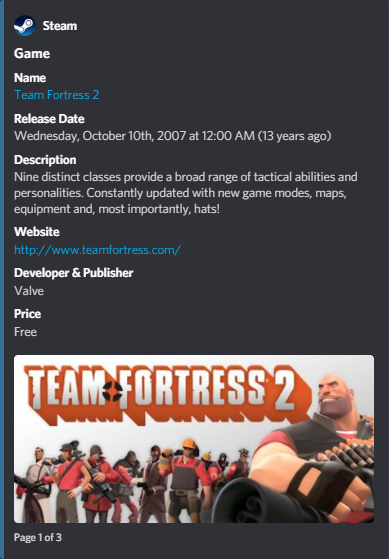 Steam
Game
Name
Team Fortress 2
Release Date
Wednesday, October 10th, 2007 at 12:00 AM (13 years ago)
Description
Nine distinct classes provide a broad range of tactical abilities and
personalities. Constantly updated with new game modes, maps,
equipment and, most importantly, hats!
Website
http://www.teamfortress.com/
Developer & Publisher
Valve
Price
Free
TEAM FORTRESS 2
Page 1 of 3